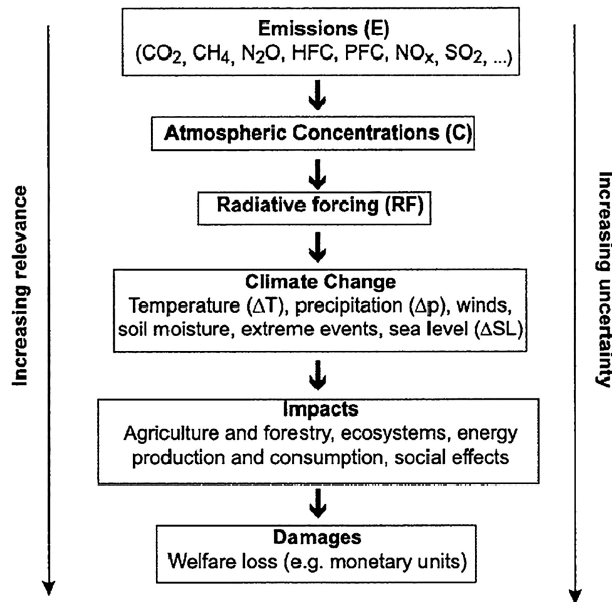 Emissions (E)
(CO₂, CH₄, N₂O, HFC, PFC, NOₓ, SO₂, ...)
Atmospheric Concentrations (C)
Radiative forcing (RF)
Climate Change
Temperature (ΔT), precipitation (Δp), winds,
soil moisture, extreme events, sea level (ΔSL)
Impacts
Agriculture and forestry, ecosystems, energy
production and consumption, social effects
Damages
Welfare loss (e.g. monetary units)
Increasing relevance
Increasing uncertainty